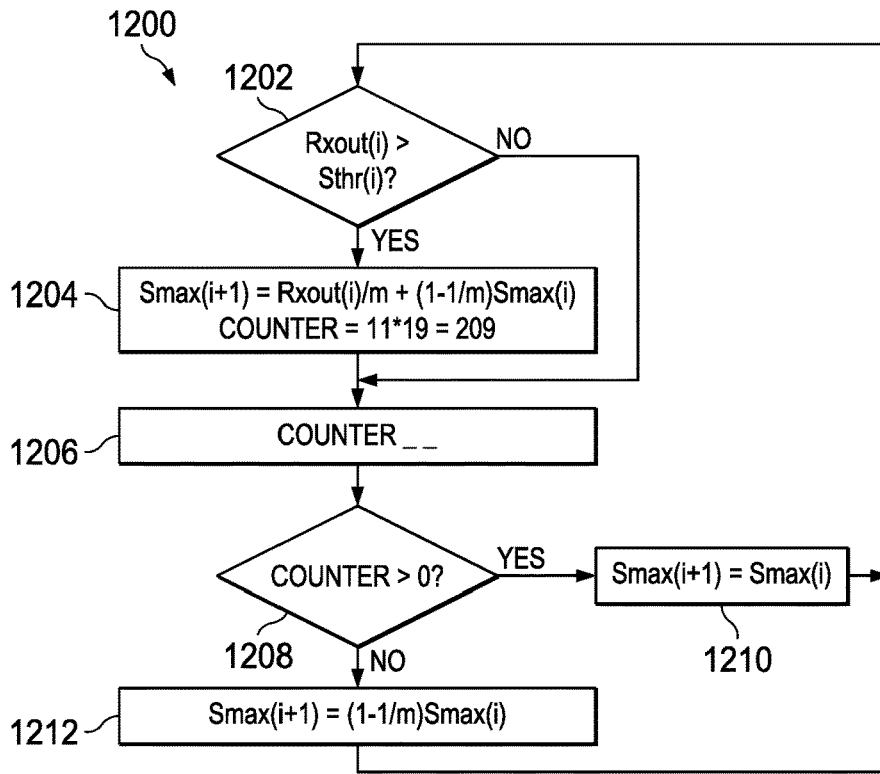 1200
1202
Rxout(i) >
Sthr(i)?
NO
YES
1204
Smax(i+1) = Rxout(i)/m + (1-1/m)Smax(i)
COUNTER = 11*19 = 209
1206
COUNTER _ _
COUNTER > 0?
YES
Smax(i+1) = Smax(i)
1208
1210
NO
1212
Smax(i+1) = (1-1/m)Smax(i)